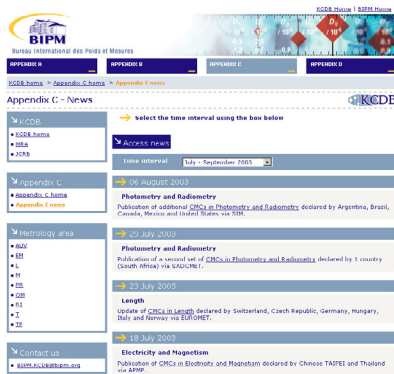 KCDB Home | BIPM Home
BIPM
Bureau International des Poids et Mesures
APPENDIX A
APPENDIX B
APPENDIX C
APPENDIX D
KCDB home > Appendix C home > Appendix C news
Appendix C - News
KCDB
Select the time interval using the box below
KCDB
KCDB home
MRA
JCRB
Access news
Time interval
July - September 2003
Appendix C
Appendix C home
Appendix C news
06 August 2003
Photometry and Radiometry
Publication of additional CMCs in Photometry and Radiometry declared by Argentina, Brazil,
Canada, Mexico and United States via SIM.
Metrology area
AUV
EM
L
M
PR
QM
RI
T
TF
29 July 2003
Photometry and Radiometry
Publication of a second set of CMCs in Photometry and Radiometry declared by 1 country
(South Africa) via SADCMET.
23 July 2003
Length
Update of CMCs in Length declared by Switzerland, Czech Republic, Germany, Hungary,
Italy and Norway via EUROMET.
18 July 2003
Electricity and Magnetism
Publication of CMCs in Electricity and Magnetism declared by Chinese TAIPEI and Thailand
via APMP.
Contact us
BIPM.KCDB@bipm.org